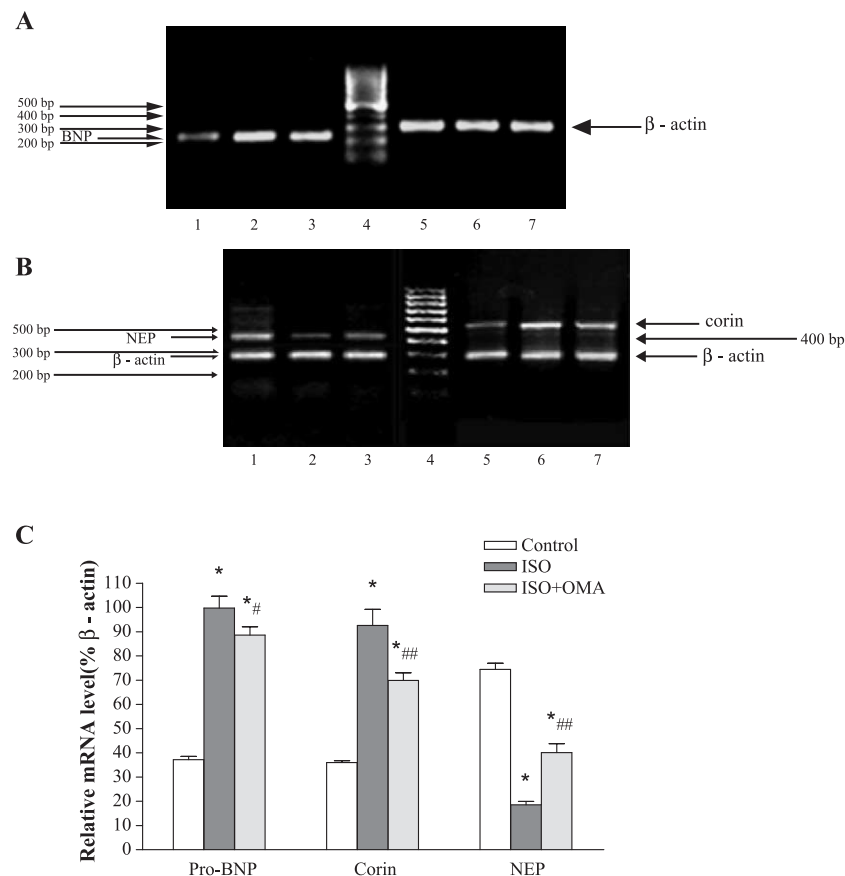 A
500 bp
400 bp
300 bp
BNP
200 bp
β - actin
1 2 3 4 5 6 7
B
500 bp
NEP
300 bp
β - actin
200 bp
corin
400 bp
β - actin
1 2 3 4 5 6 7
C
Control
ISO
ISO+OMA
Relative mRNA level(% β - actin)
110
100
90
80
70
60
50
40
30
20
10
0
* *# * *## * *##
Pro-BNP Corin NEP